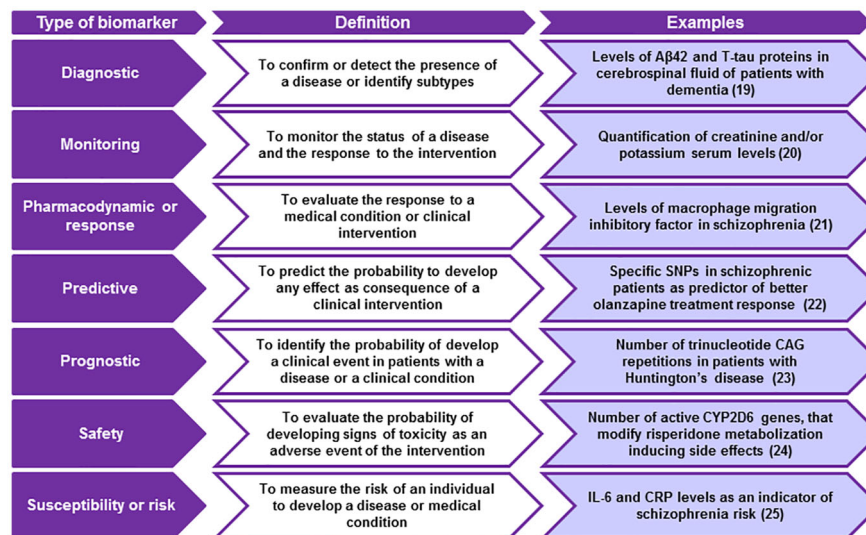 Type of biomarker
Definition
Examples
Diagnostic
To confirm or detect the presence of
a disease or identify subtypes
Levels of Aβ42 and T-tau proteins in
cerebrospinal fluid of patients with
dementia (19)
Monitoring
To monitor the status of a disease
and the response to the intervention
Quantification of creatinine and/or
potassium serum levels (20)
Pharmacodynamic or
response
To evaluate the response to a
medical condition or clinical
intervention
Levels of macrophage migration
inhibitory factor in schizophrenia (21)
Predictive
To predict the probability to develop
any effect as consequence of a
clinical intervention
Specific SNPs in schizophrenic
patients as predictor of better
olanzapine treatment response (22)
Prognostic
To identify the probability of develop
a clinical event in patients with a
disease or a clinical condition
Number of trinucleotide CAG
repetitions in patients with
Huntington's disease (23)
Safety
To evaluate the probability of
developing signs of toxicity as an
adverse event of the intervention
Number of active CYP2D6 genes, that
modify risperidone metabolization
inducing side effects (24)
Susceptibility or risk
To measure the risk of an individual
to develop a disease or medical
condition
IL-6 and CRP levels as an indicator of
schizophrenia risk (25)